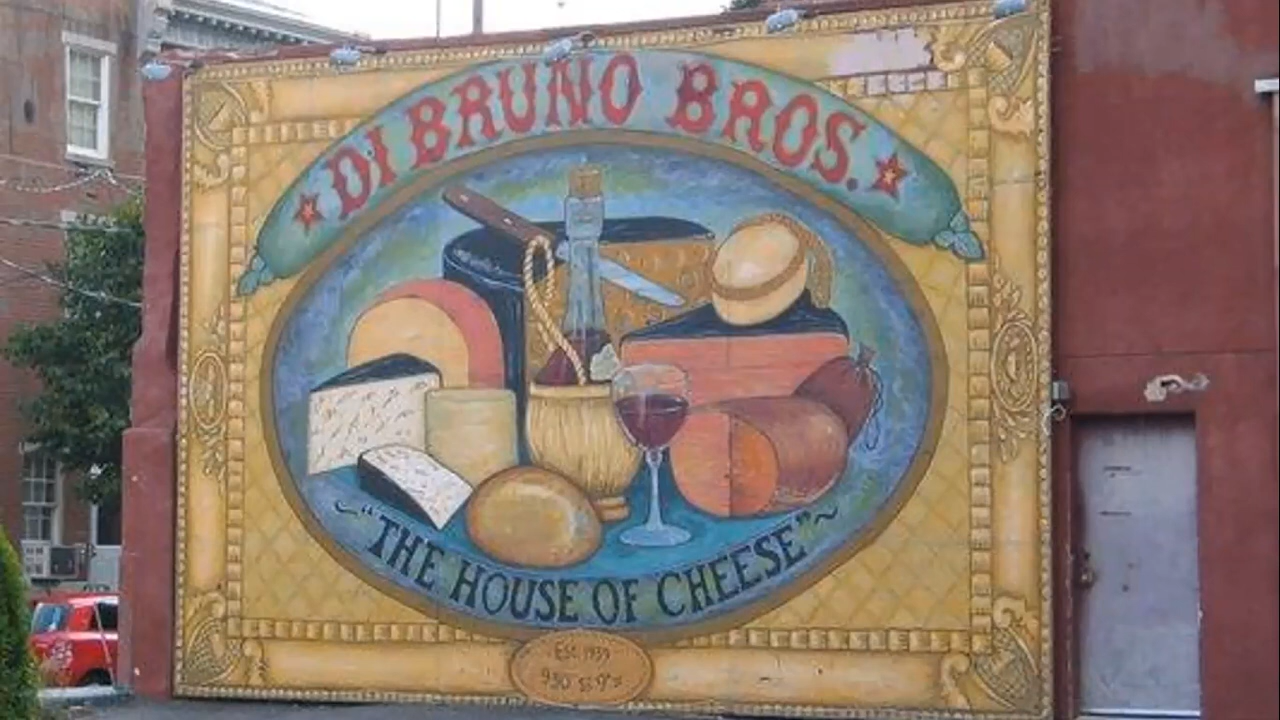 DI BRUNO BROS.
"THE HOUSE OF CHEESE"
EST. 1939
930 S. 9th